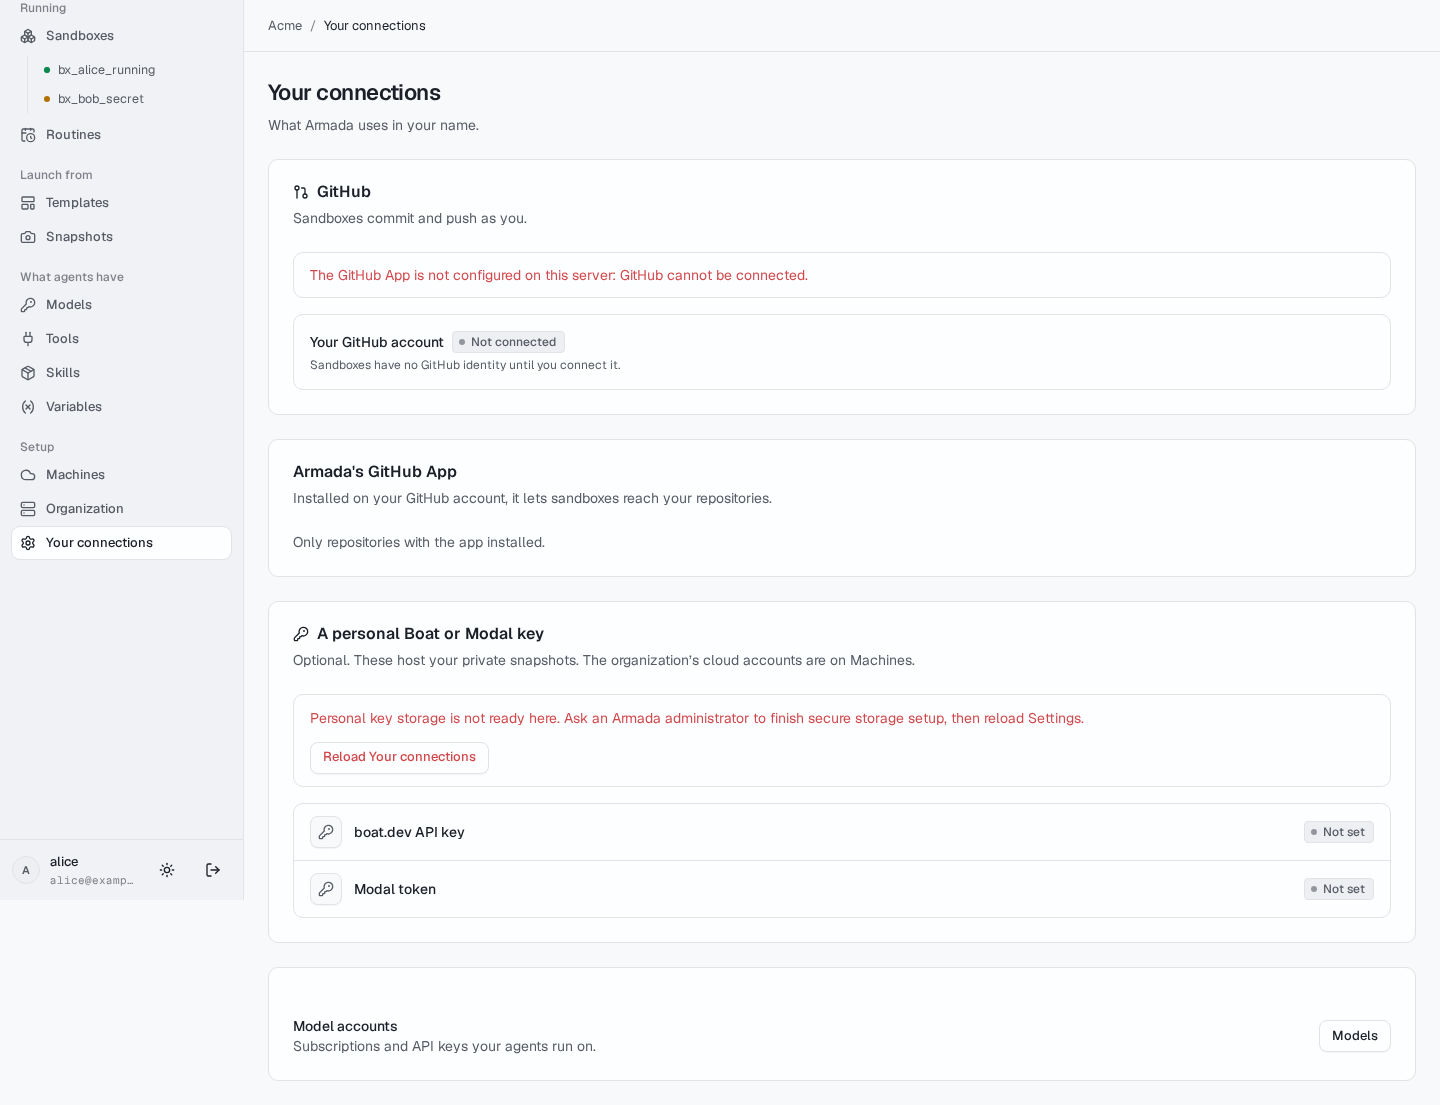 Running
Sandboxes
bx_alice_running
bx_bob_secret
Routines
Launch from
Templates
Snapshots
What agents have
Models
Tools
Skills
Variables
Setup
Machines
Organization
Your connections
A
alice
alice@examp…
Acme / Your connections
Your connections
What Armada uses in your name.
GitHub
Sandboxes commit and push as you.
The GitHub App is not configured on this server: GitHub cannot be connected.
Your GitHub account Not connected
Sandboxes have no GitHub identity until you connect it.
Armada's GitHub App
Installed on your GitHub account, it lets sandboxes reach your repositories.
Only repositories with the app installed.
A personal Boat or Modal key
Optional. These host your private snapshots. The organization's cloud accounts are on Machines.
Personal key storage is not ready here. Ask an Armada administrator to finish secure storage setup, then reload Settings.
Reload Your connections
boat.dev API key Not set
Modal token Not set
Model accounts
Subscriptions and API keys your agents run on.
Models